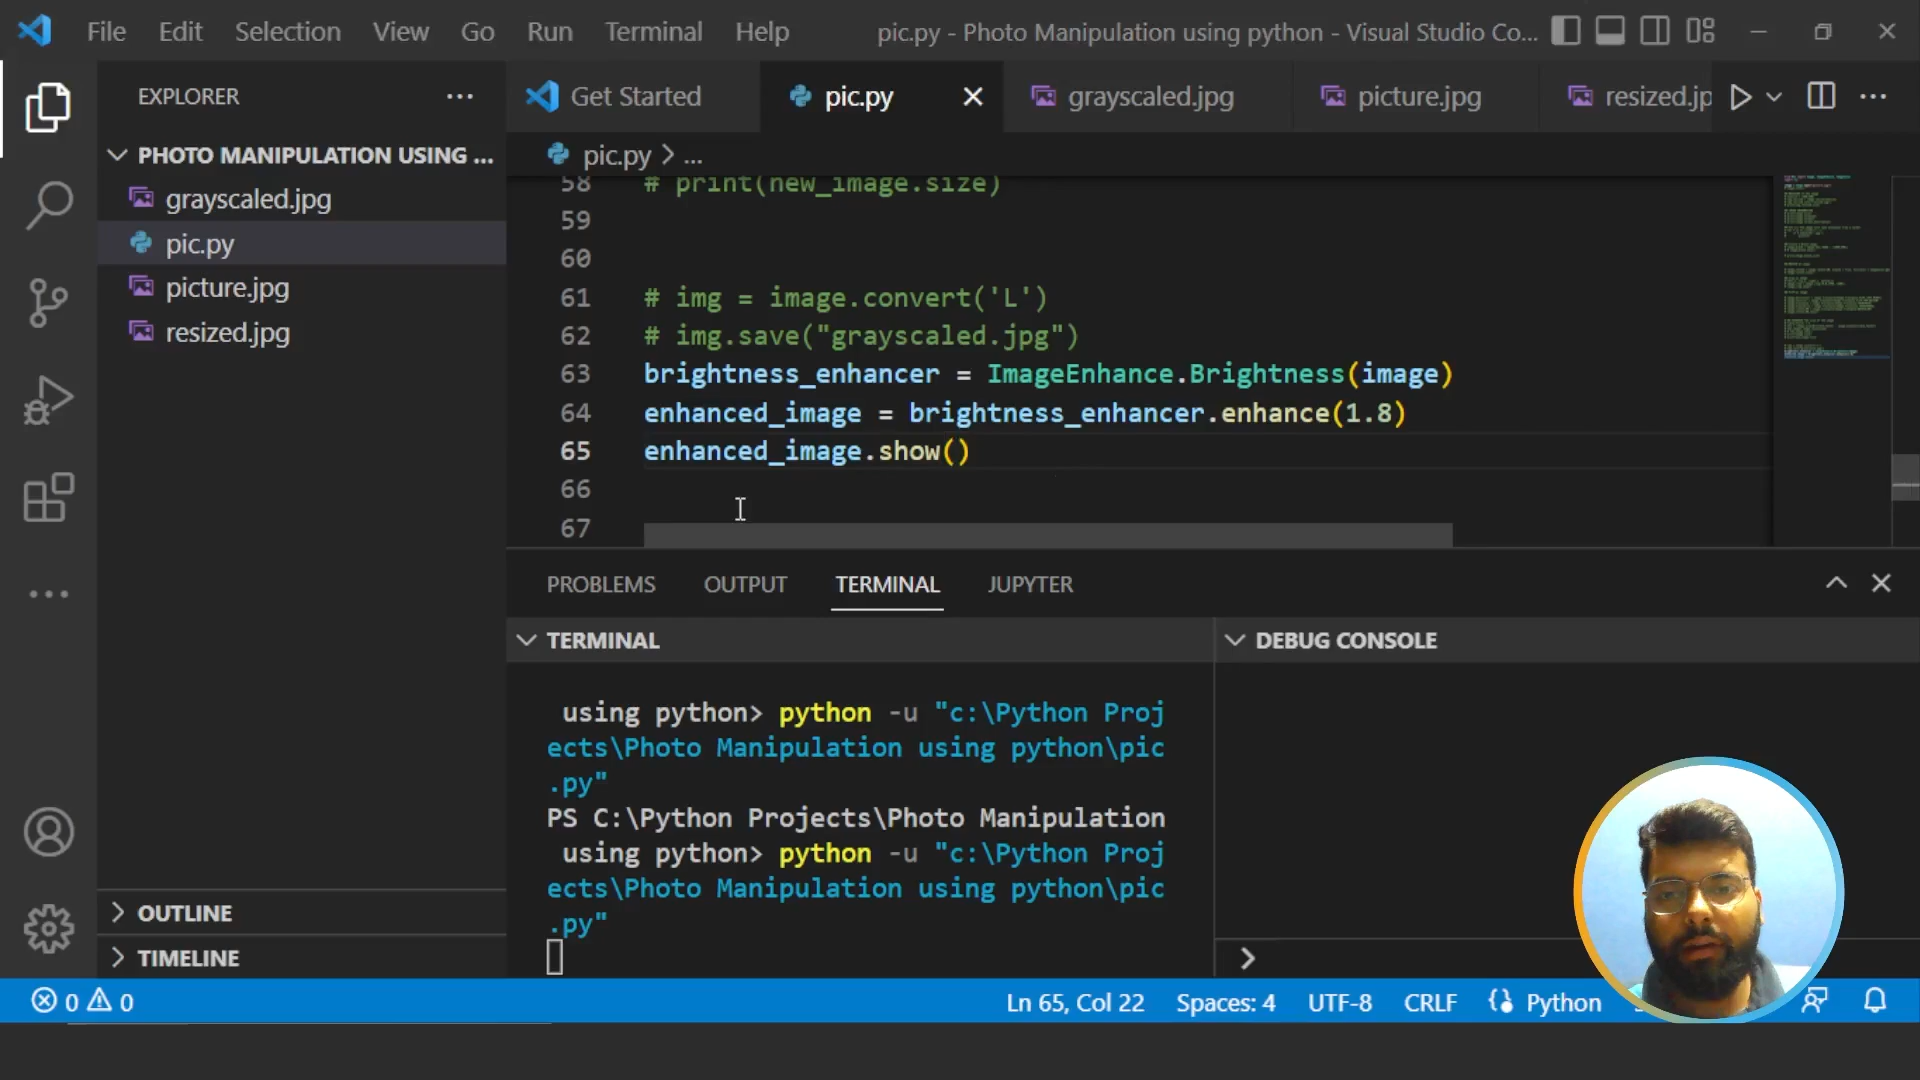 File Edit Selection View Go Run Terminal Help pic.py - Photo Manipulation using python - Visual Studio Co...
EXPLORER
PHOTO MANIPULATION USING ...
grayscaled.jpg
pic.py
picture.jpg
resized.jpg
OUTLINE
TIMELINE
Get Started pic.py grayscaled.jpg picture.jpg resized.jp
pic.py > ...
58 # print(new_image.size)
59
60
61 # img = image.convert('L')
62 # img.save("grayscaled.jpg")
63 brightness_enhancer = ImageEnhance.Brightness(image)
64 enhanced_image = brightness_enhancer.enhance(1.8)
65 enhanced_image.show()
66
67
PROBLEMS OUTPUT TERMINAL JUPYTER
TERMINAL
using python> python -u "c:\Python Proj
ects\Photo Manipulation using python\pic
.py"
PS C:\Python Projects\Photo Manipulation
using python> python -u "c:\Python Proj
ects\Photo Manipulation using python\pic
.py"
DEBUG CONSOLE
0 0 Ln 65, Col 22 Spaces: 4 UTF-8 CRLF Python